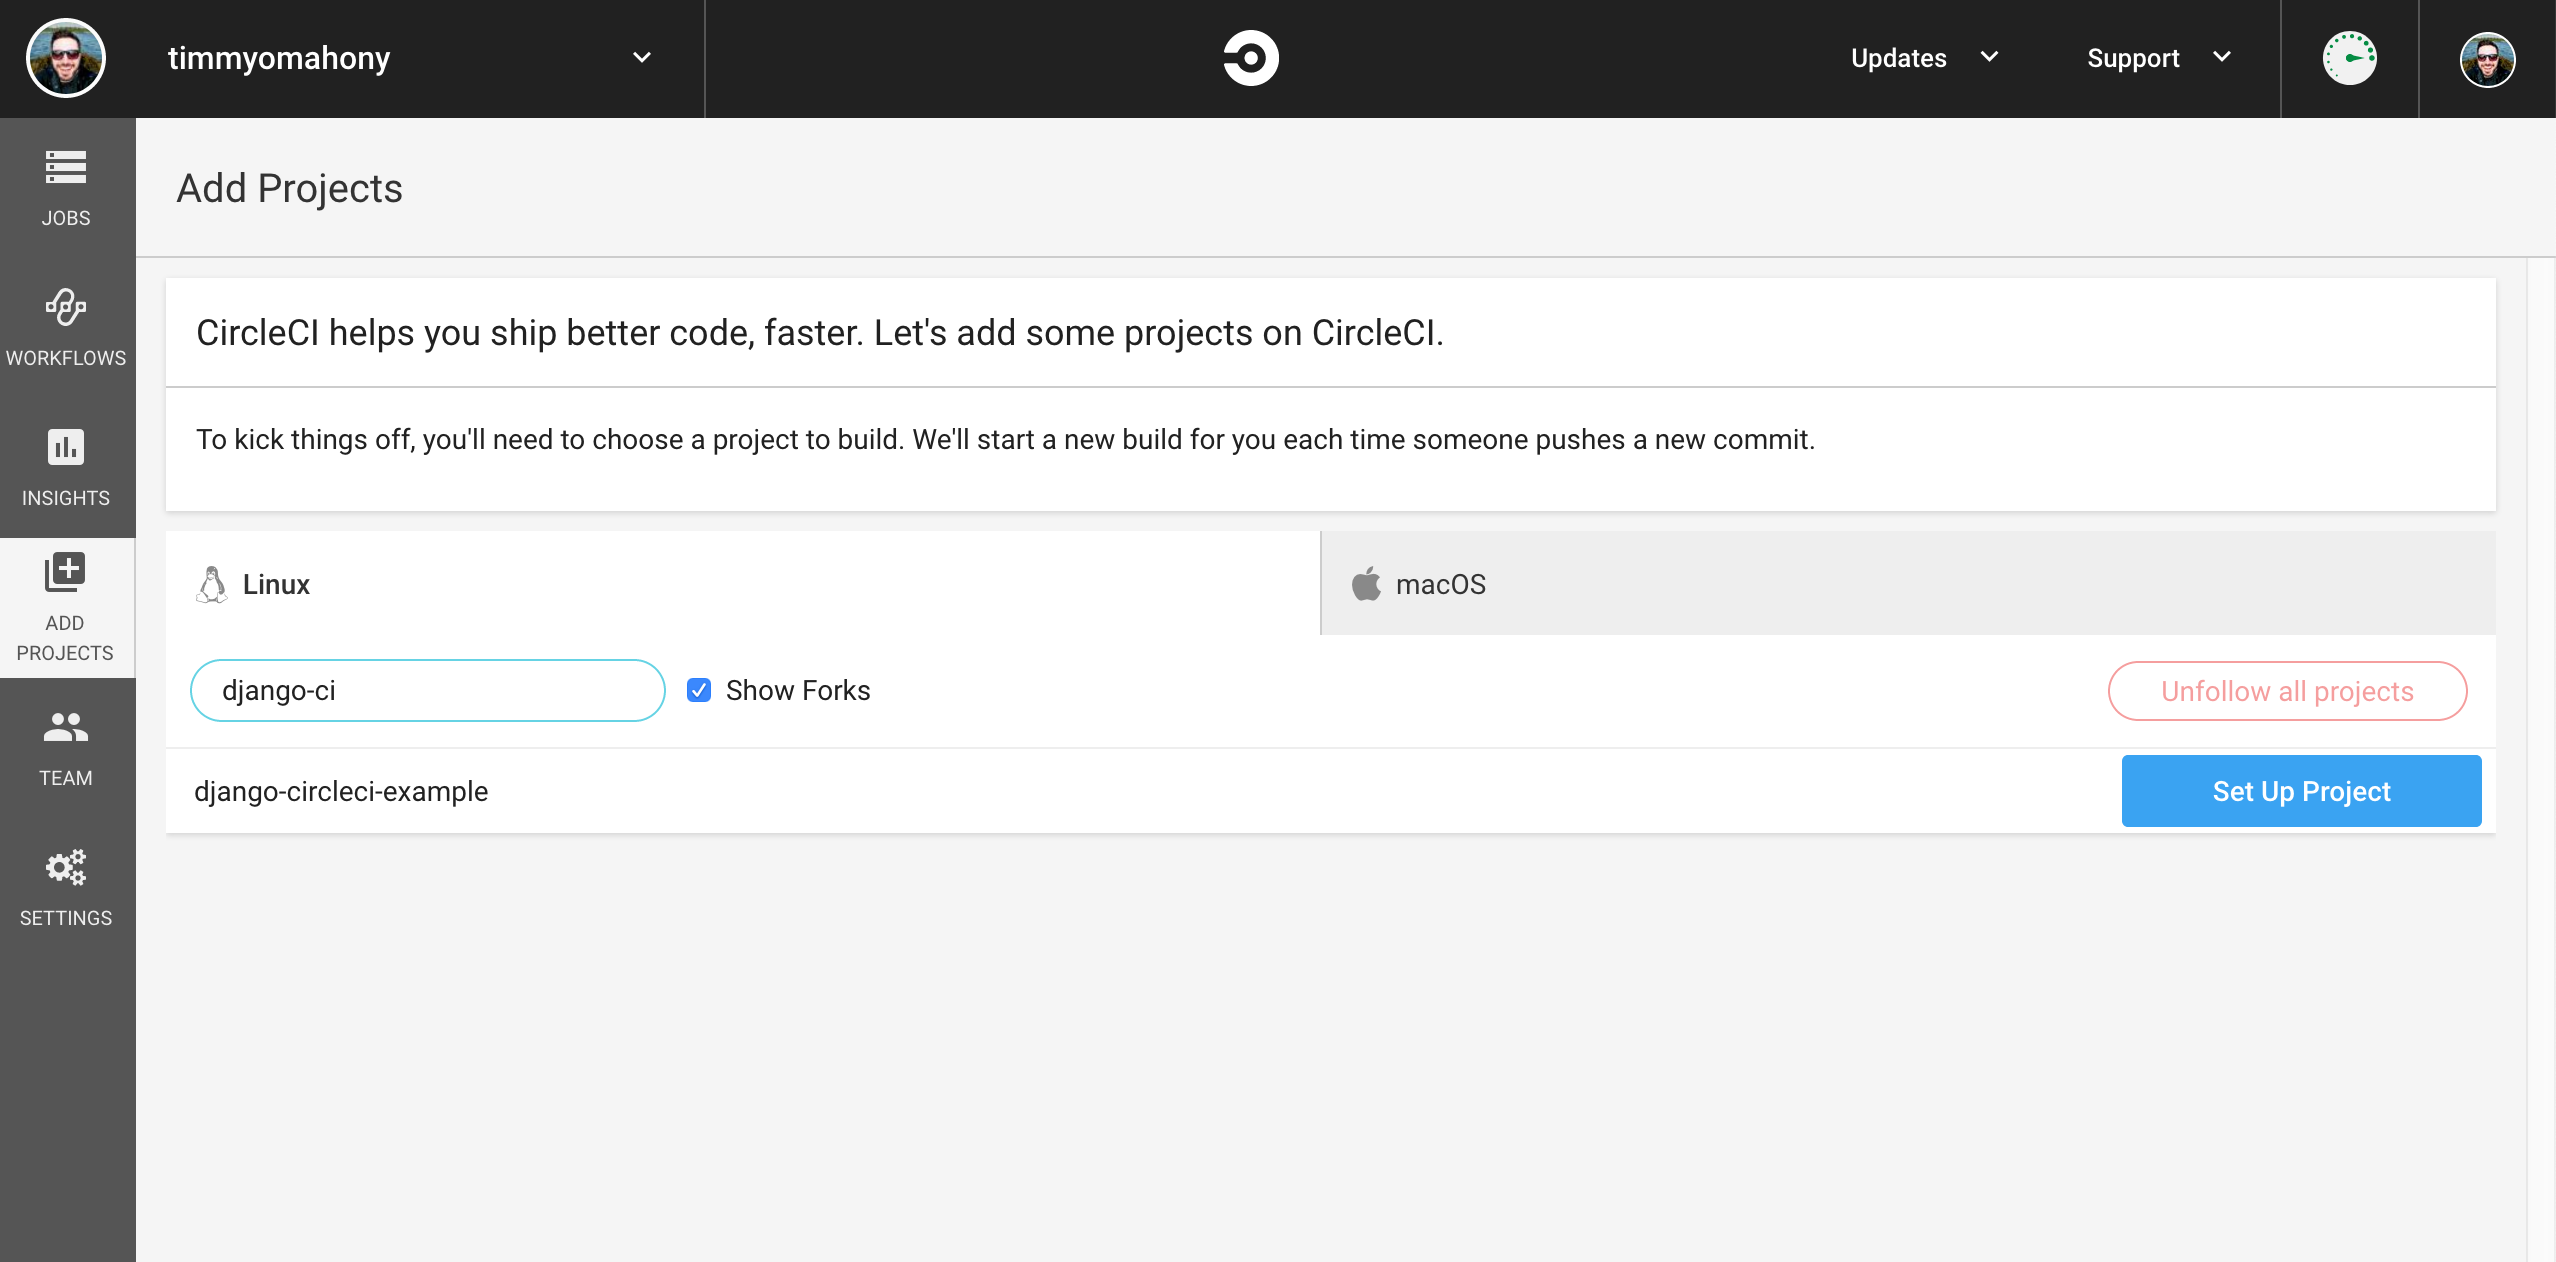 timmyomahony
Updates
Support
JOBS
WORKFLOWS
INSIGHTS
ADD
PROJECTS
TEAM
SETTINGS
Add Projects
CircleCI helps you ship better code, faster. Let's add some projects on CircleCI.
To kick things off, you'll need to choose a project to build. We'll start a new build for you each time someone pushes a new commit.
Linux
macOS
django-ci
Show Forks
Unfollow all projects
django-circleci-example
Set Up Project